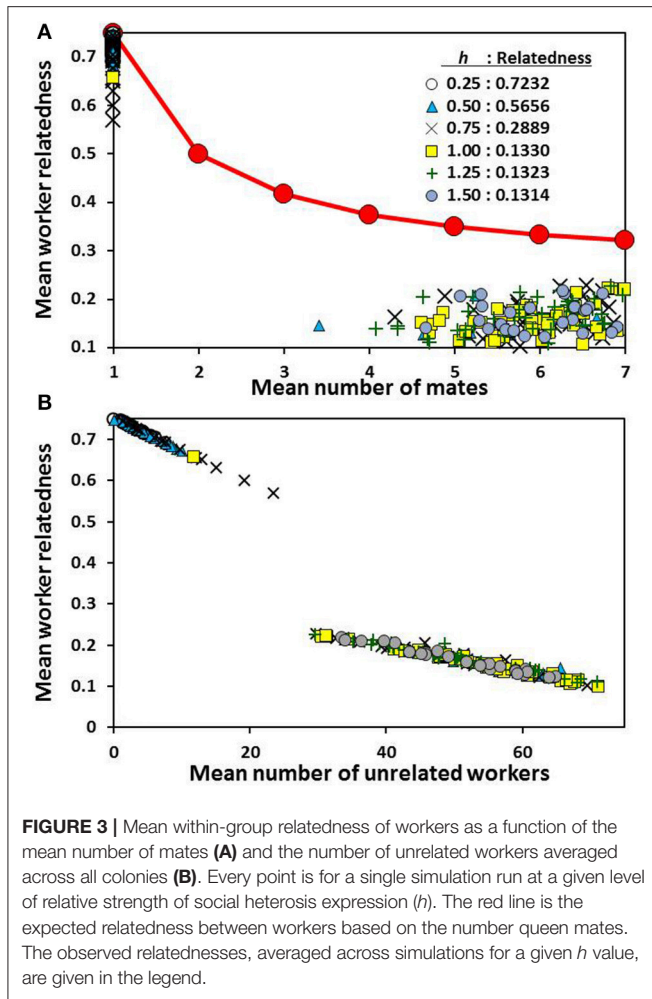 A
Mean worker relatedness
0.7
0.6
0.5
0.4
0.3
0.2
0.1
h : Relatedness
0.25 : 0.7232
0.50 : 0.5656
0.75 : 0.2889
1.00 : 0.1330
1.25 : 0.1323
1.50 : 0.1314
1 2 3 4 5 6 7
Mean number of mates
B
Mean worker relatedness
0.7
0.6
0.5
0.4
0.3
0.2
0.1
0
0 20 40 60
Mean number of unrelated workers
FIGURE 3 | Mean within-group relatedness of workers as a function of the
mean number of mates (A) and the number of unrelated workers averaged
across all colonies (B). Every point is for a single simulation run at a given level
of relative strength of social heterosis expression (h). The red line is the
expected relatedness between workers based on the number queen mates.
The observed relatednesses, averaged across simulations for a given h value,
are given in the legend.